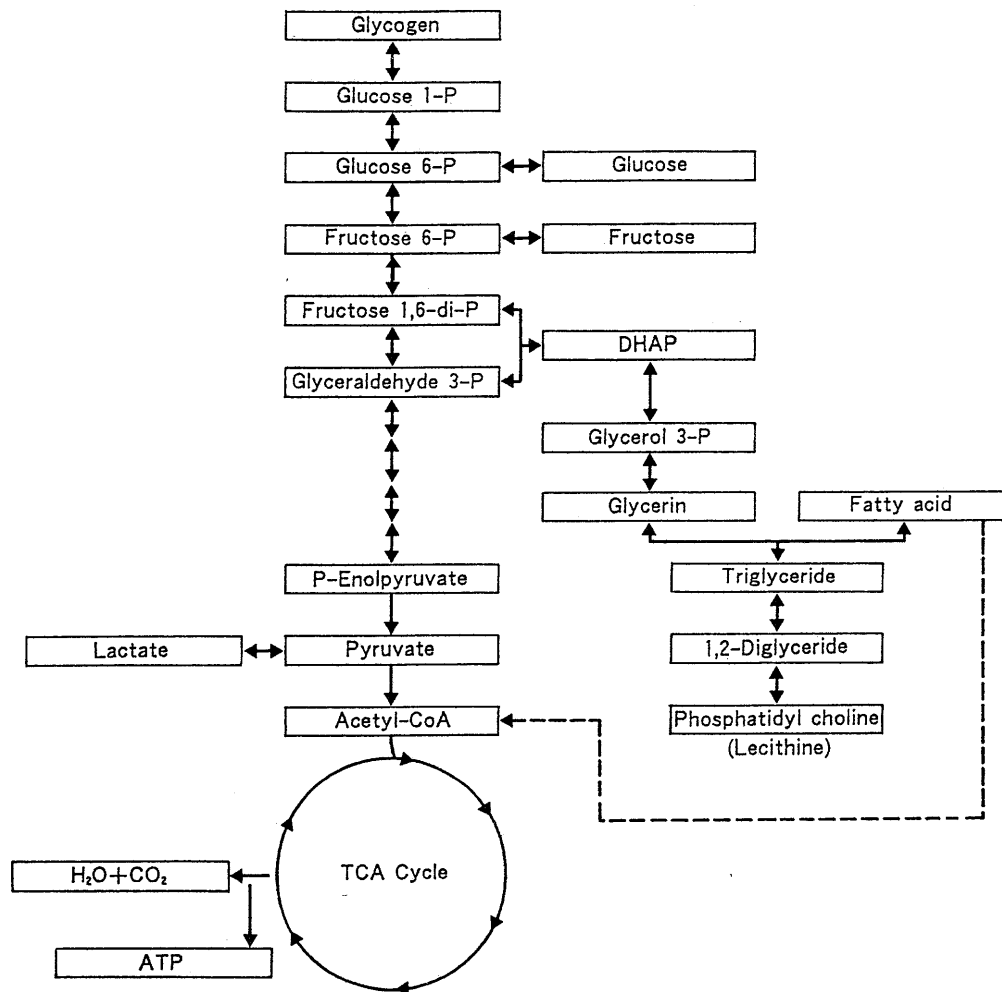 Glycogen
Glucose 1-P
Glucose 6-P
Glucose
Fructose 6-P
Fructose
Fructose 1,6-di-P
DHAP
Glyceraldehyde 3-P
Glycerol 3-P
Glycerin
Fatty acid
P-Enolpyruvate
Triglyceride
Lactate
Pyruvate
1,2-Diglyceride
Acetyl-CoA
Phosphatidyl choline
(Lecithine)
TCA Cycle
H₂O+CO₂
ATP